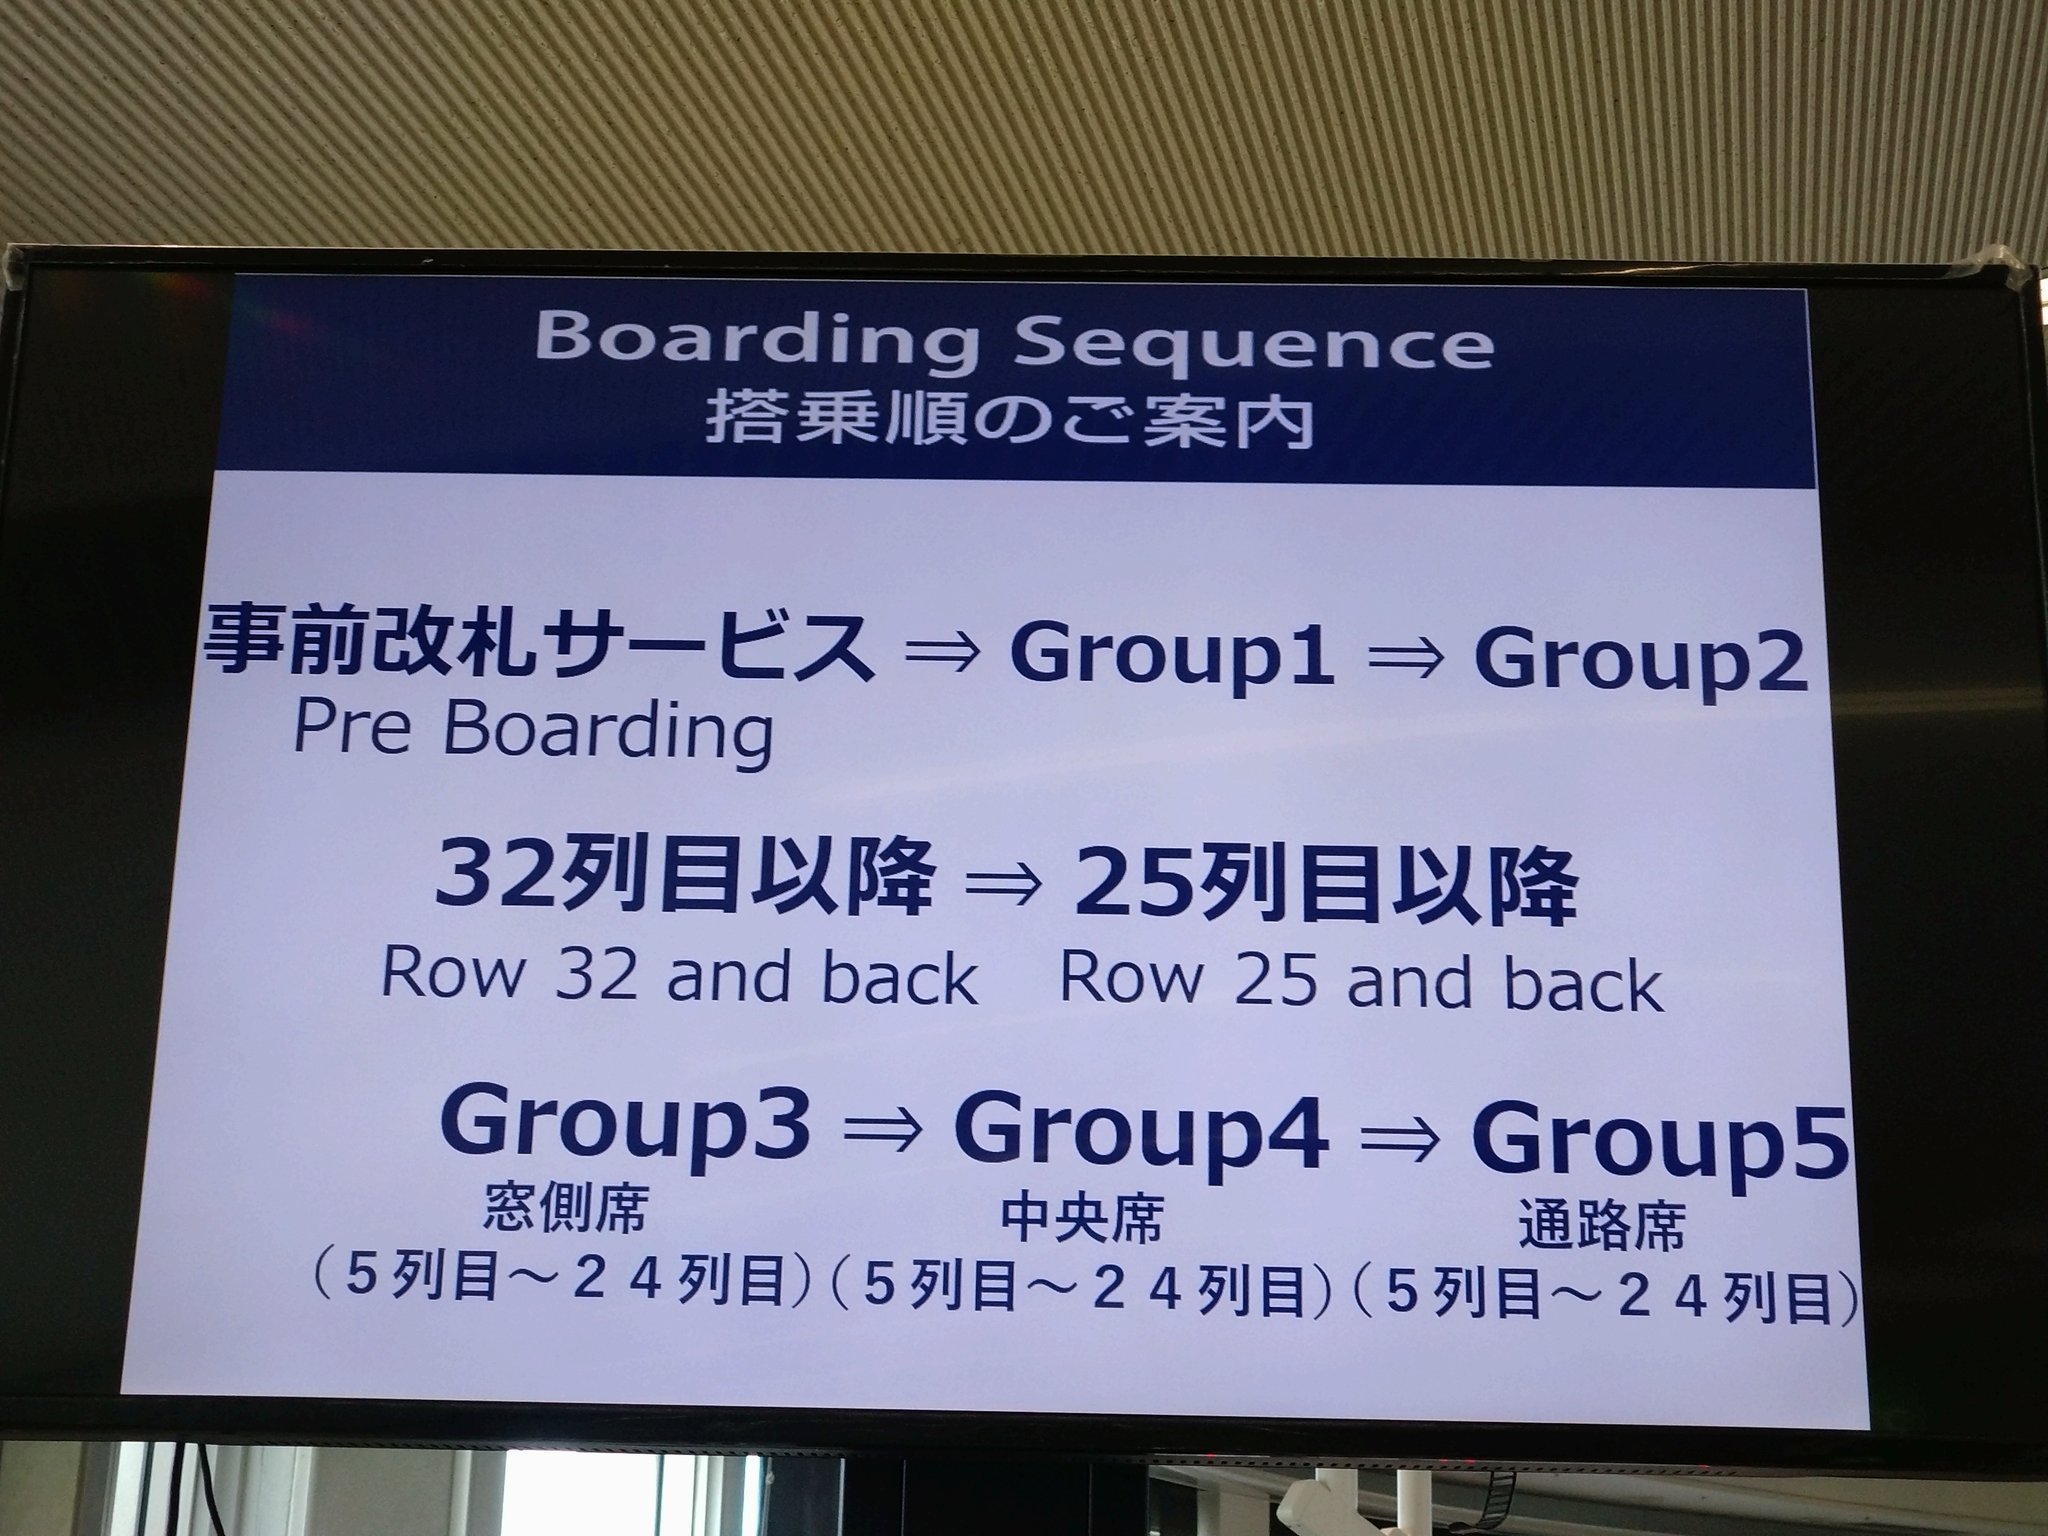 Boarding Sequence
搭乗順のご案内
事前改札サービス ⇒ Group1 ⇒ Group2
Pre Boarding
32列目以降 ⇒ 25列目以降
Row 32 and back Row 25 and back
Group3 ⇒ Group4 ⇒ Group5
窓側席 中央席 通路席
（５列目～２４列目）（５列目～２４列目）（５列目～２４列目）